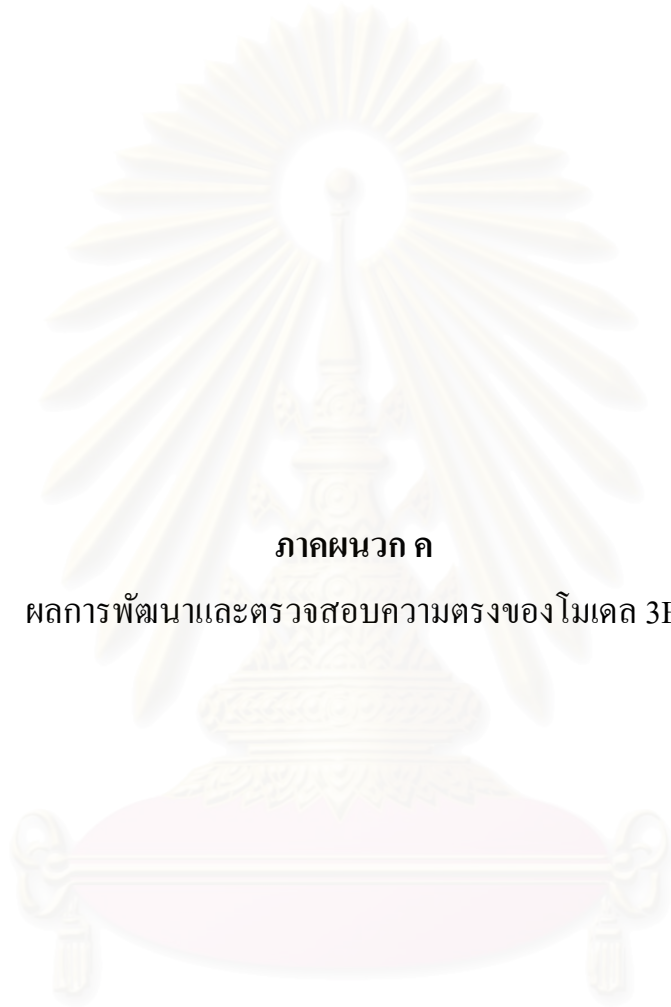 ภาคผนวก ค
ผลการพัฒนาและตรวจสอบความตรงของโมเดล